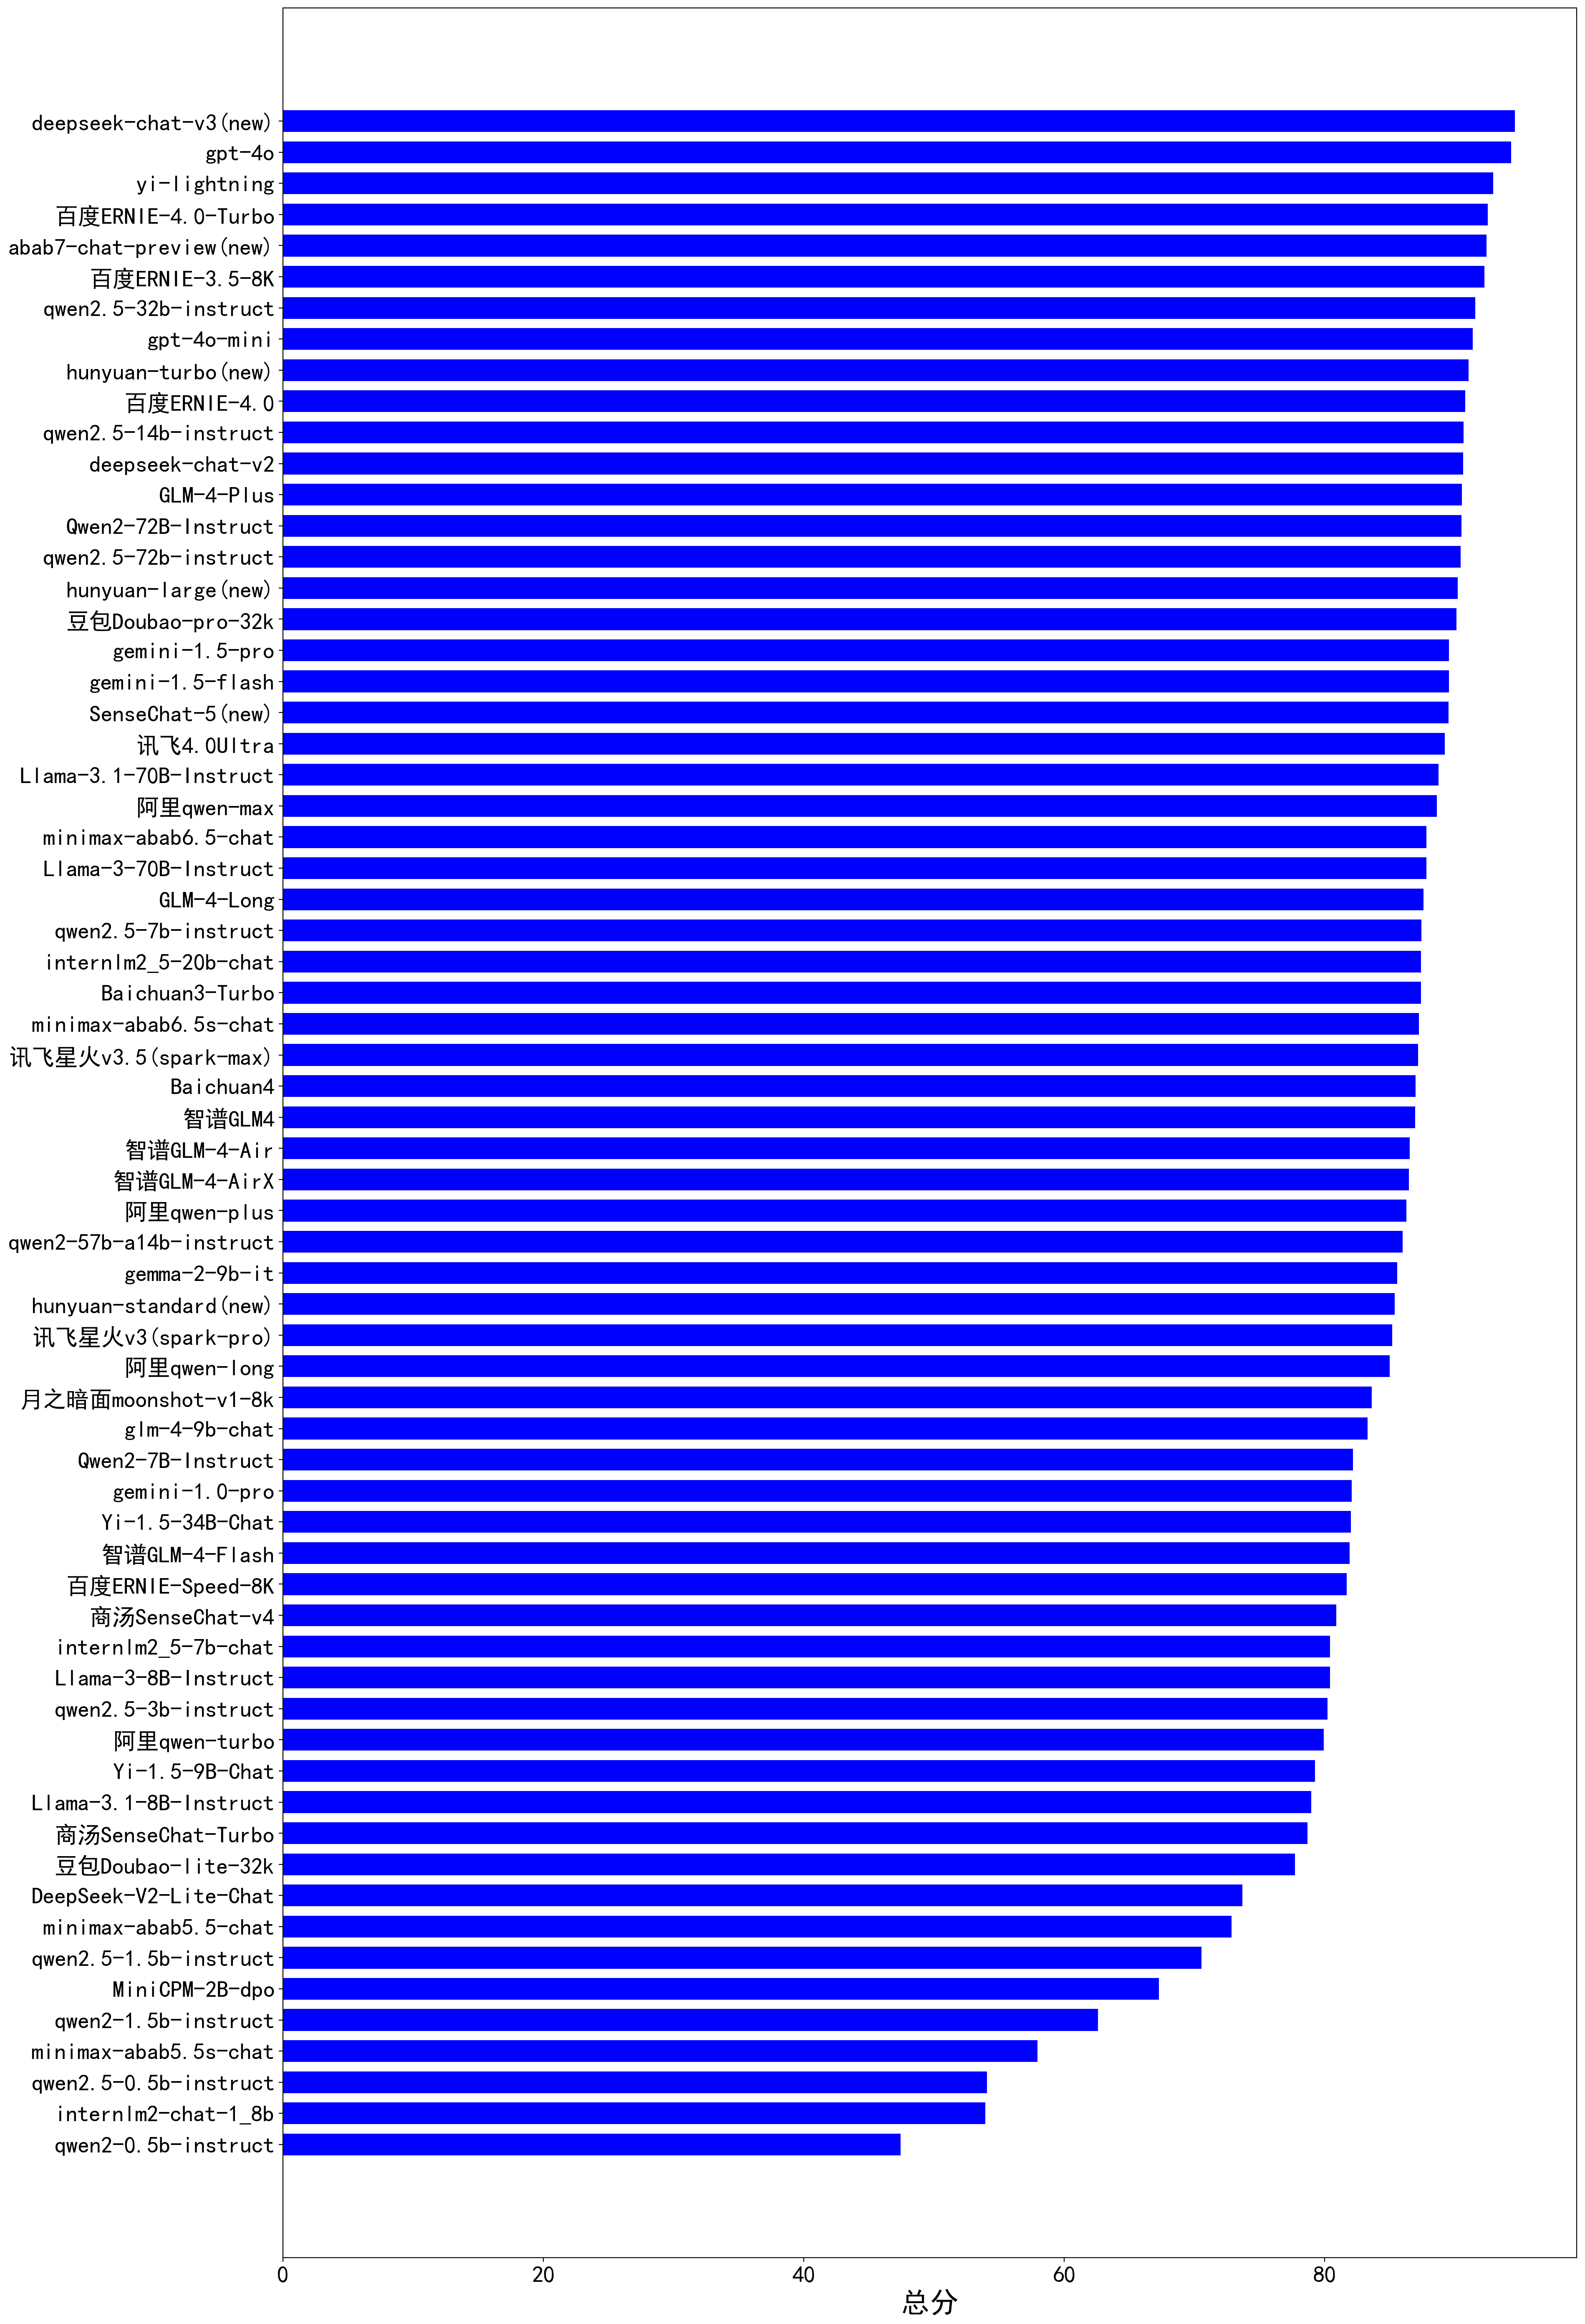 deepseek-chat-v3(new)
gpt-4o
yi-lightning
百度ERNIE-4.0-Turbo
abab7-chat-preview(new)
百度ERNIE-3.5-8K
qwen2.5-32b-instruct
gpt-4o-mini
hunyuan-turbo(new)
百度ERNIE-4.0
qwen2.5-14b-instruct
deepseek-chat-v2
GLM-4-Plus
Qwen2-72B-Instruct
qwen2.5-72b-instruct
hunyuan-large(new)
豆包Doubao-pro-32k
gemini-1.5-pro
gemini-1.5-flash
SenseChat-5(new)
讯飞4.0Ultra
Llama-3.1-70B-Instruct
阿里qwen-max
minimax-abab6.5-chat
Llama-3-70B-Instruct
GLM-4-Long
qwen2.5-7b-instruct
internlm2_5-20b-chat
Baichuan3-Turbo
minimax-abab6.5s-chat
讯飞星火v3.5(spark-max)
Baichuan4
智谱GLM4
智谱GLM-4-Air
智谱GLM-4-AirX
阿里qwen-plus
qwen2-57b-a14b-instruct
gemma-2-9b-it
hunyuan-standard(new)
讯飞星火v3(spark-pro)
阿里qwen-long
月之暗面moonshot-v1-8k
glm-4-9b-chat
Qwen2-7B-Instruct
gemini-1.0-pro
Yi-1.5-34B-Chat
智谱GLM-4-Flash
百度ERNIE-Speed-8K
商汤SenseChat-v4
internlm2_5-7b-chat
Llama-3-8B-Instruct
qwen2.5-3b-instruct
阿里qwen-turbo
Yi-1.5-9B-Chat
Llama-3.1-8B-Instruct
商汤SenseChat-Turbo
豆包Doubao-lite-32k
DeepSeek-V2-Lite-Chat
minimax-abab5.5-chat
qwen2.5-1.5b-instruct
MiniCPM-2B-dpo
qwen2-1.5b-instruct
minimax-abab5.5s-chat
qwen2.5-0.5b-instruct
internlm2-chat-1_8b
qwen2-0.5b-instruct
0 20 40 60 80
总分